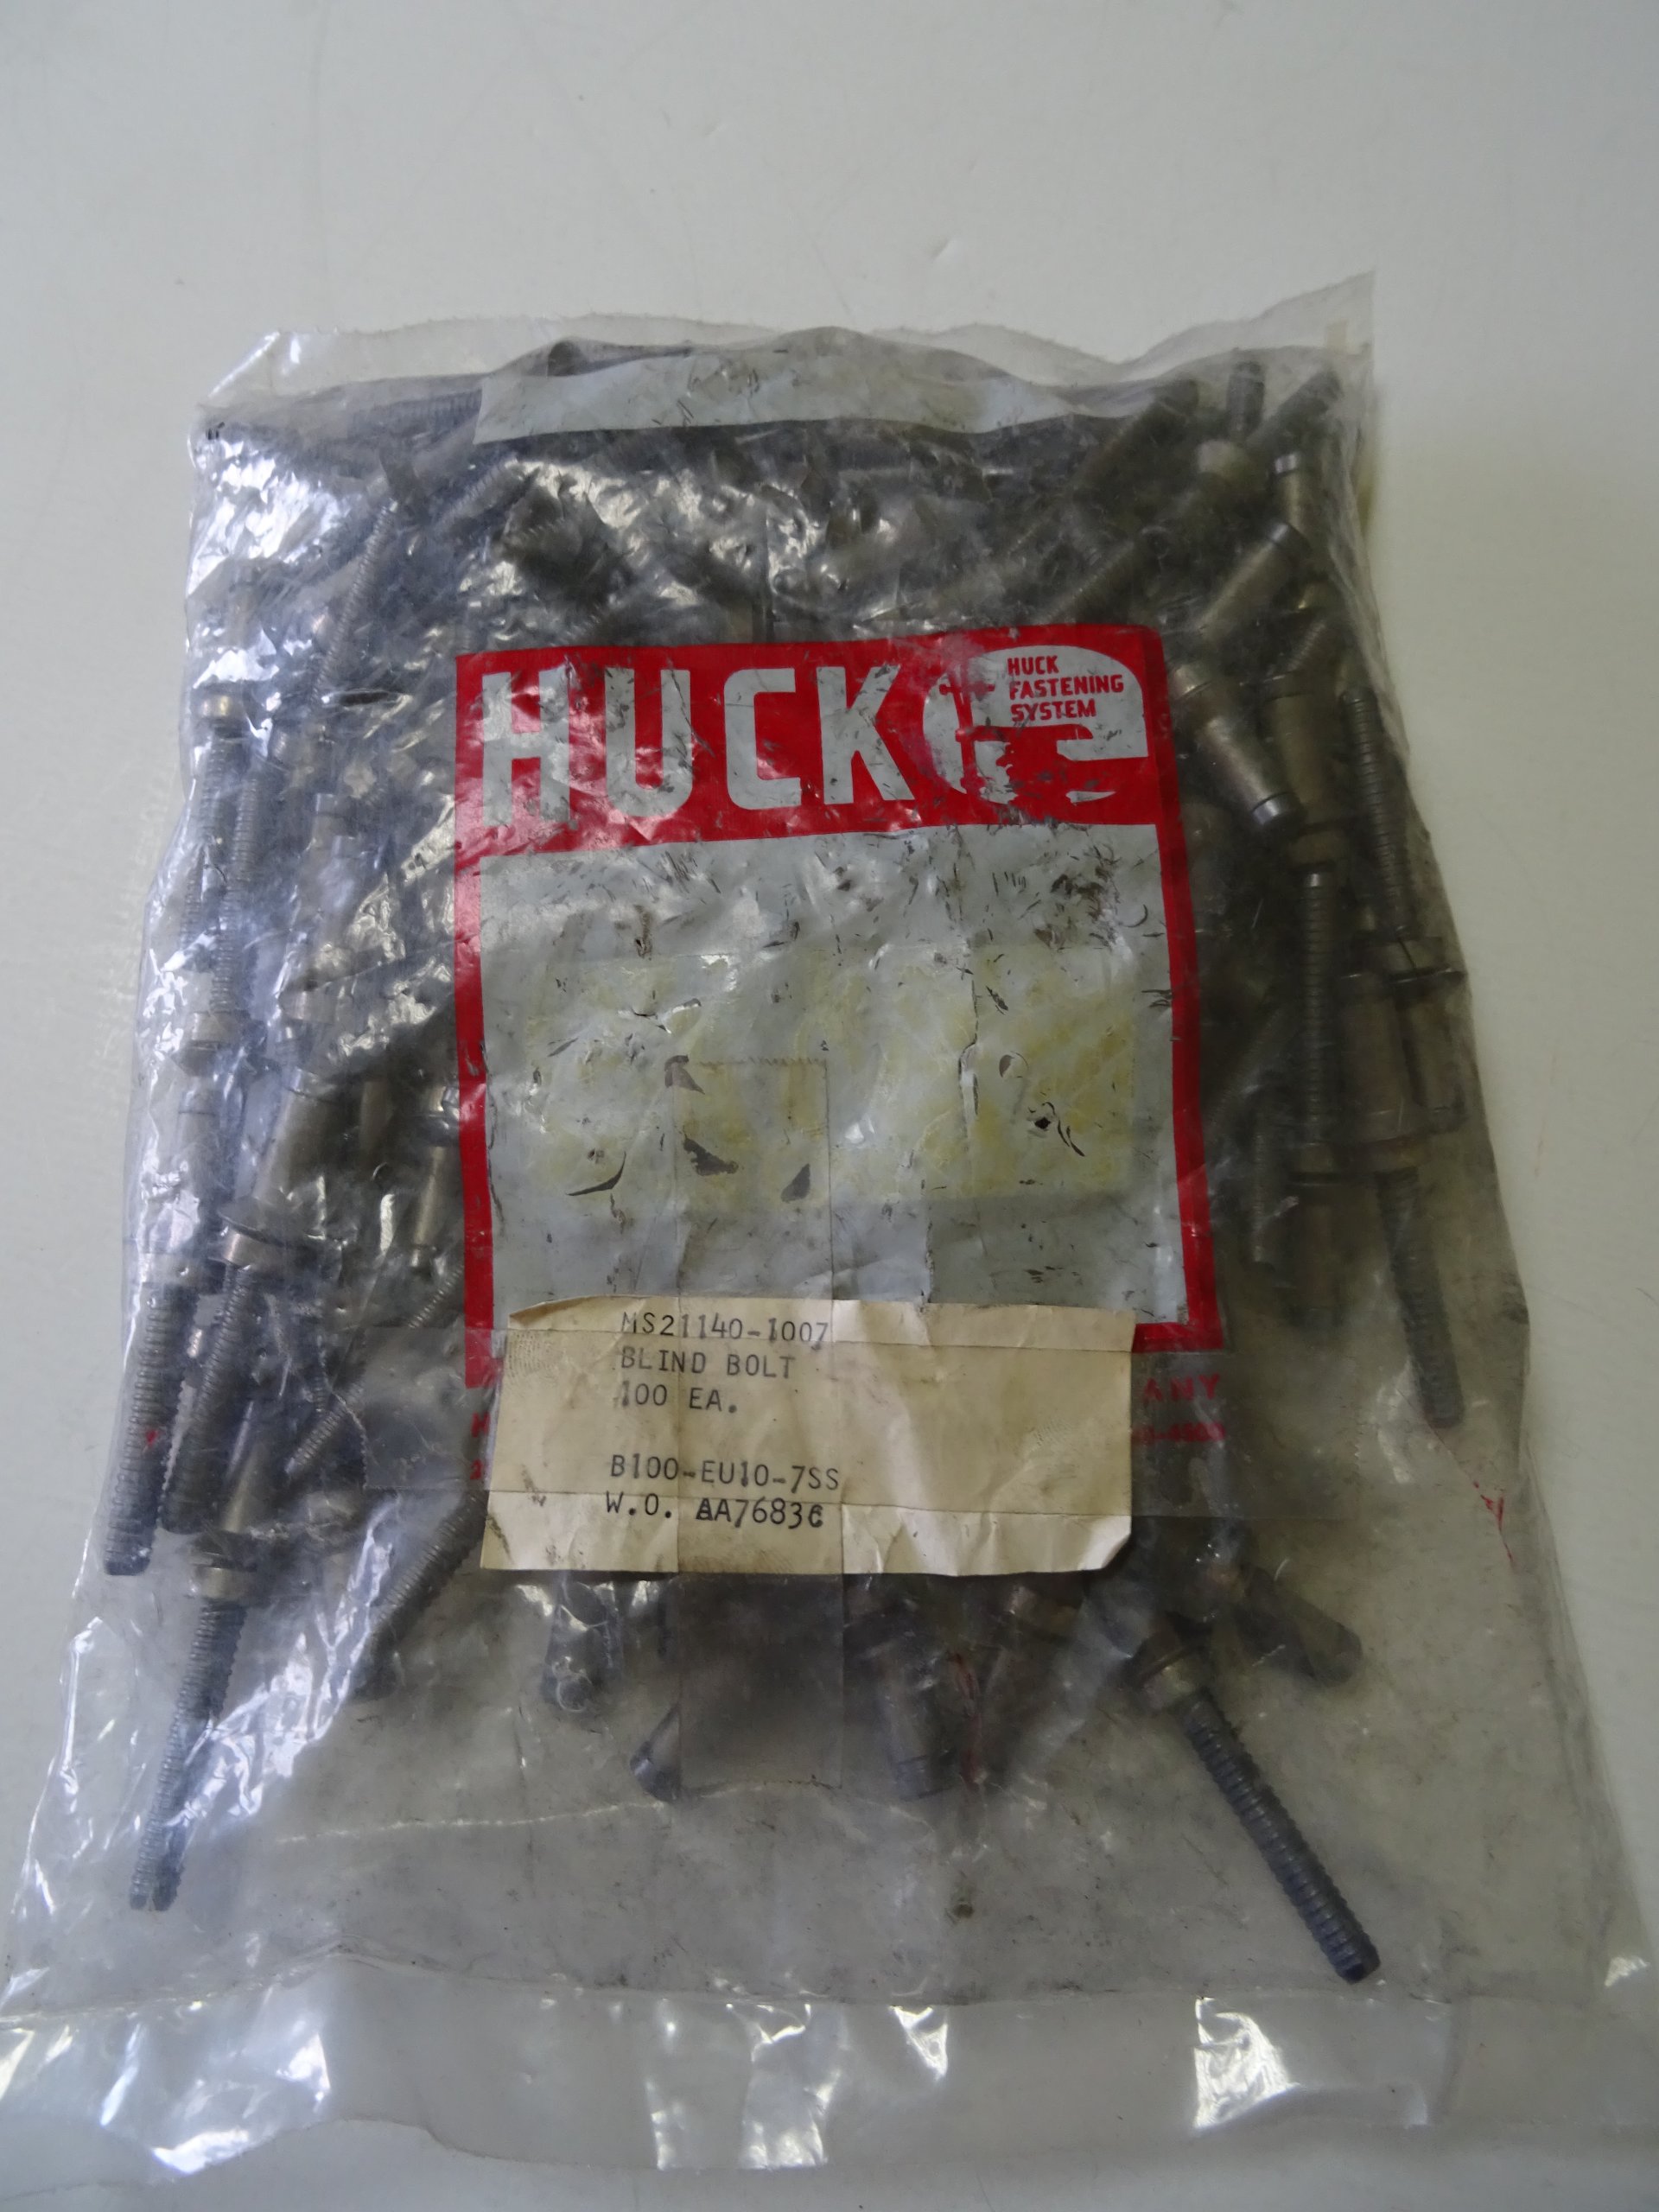 HUCK
HUCK
FASTENING
SYSTEM
MS21140-1007
BLIND BOLT
100 EA.
B100-EU10-7SS
W.O. AA76836